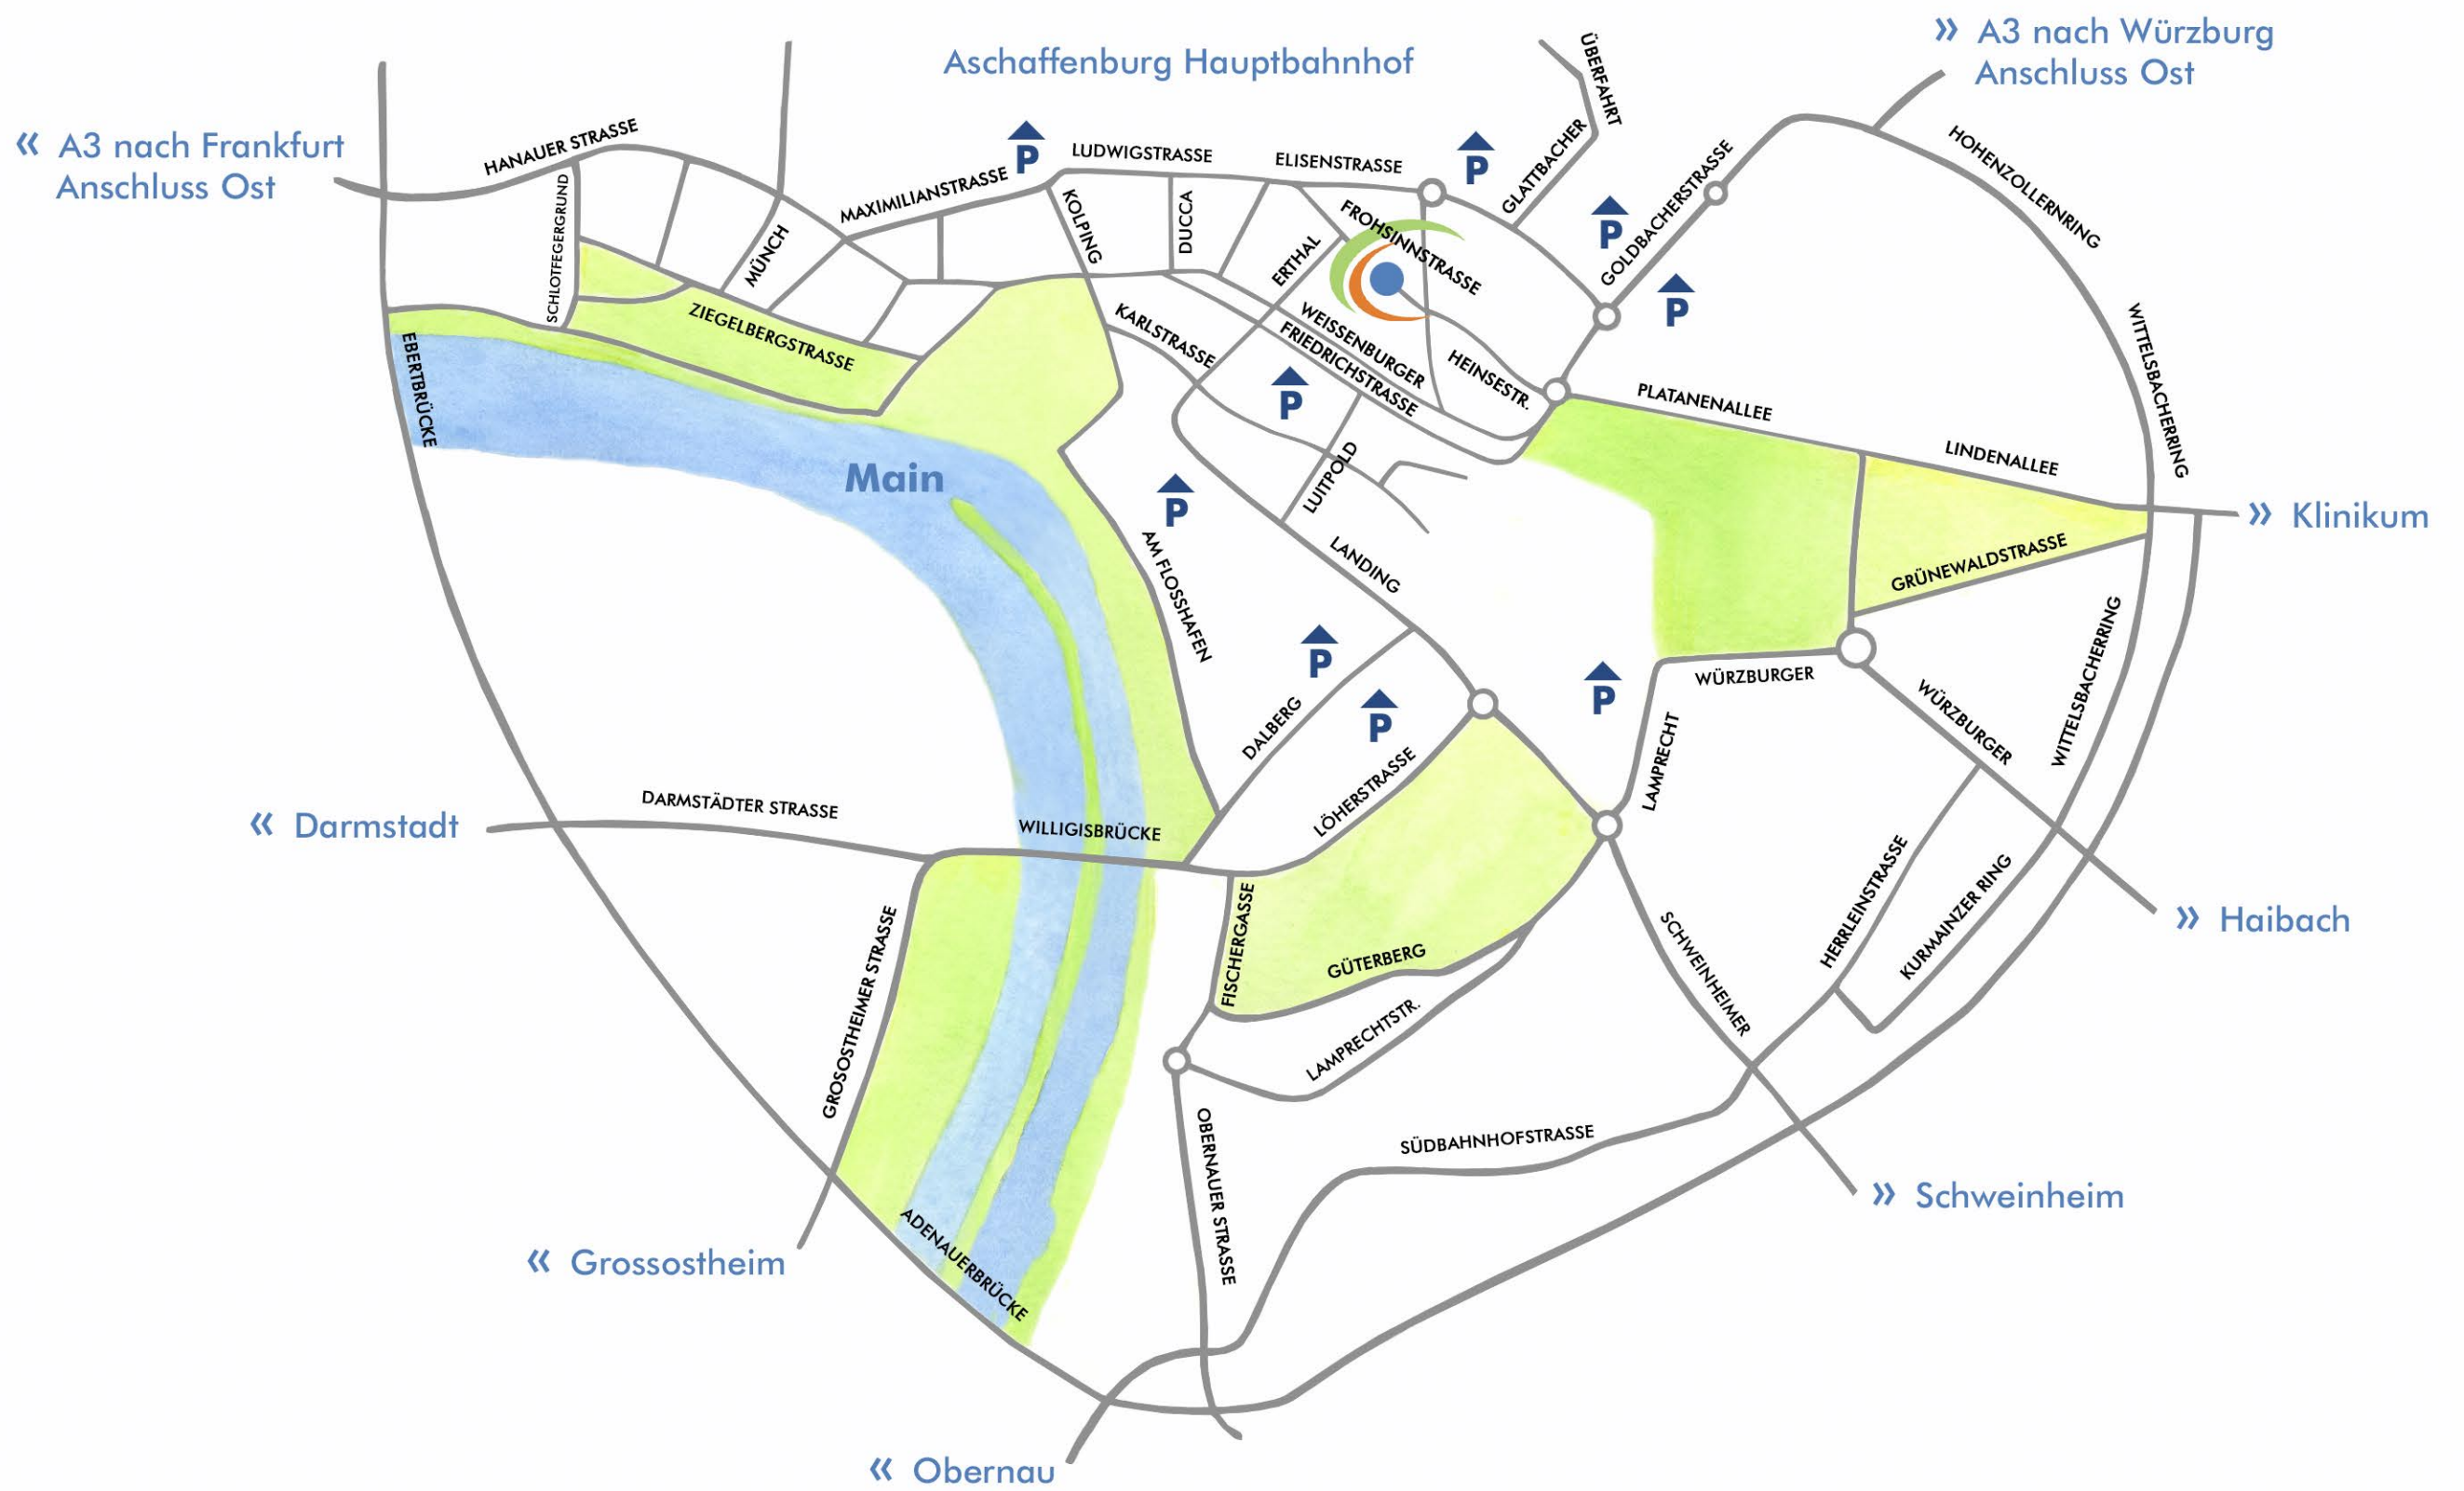 » A3 nach Würzburg
Anschluss Ost
Aschaffenburg Hauptbahnhof
ÜBERFAHRT
« A3 nach Frankfurt
Anschluss Ost
HANAUER STRASSE
P
LUDWIGSTRASSE
ELISENSTRASSE
P
GLATTBACHER
GOLDBACHERSTRASSE
HOHENZOLLERNRING
SCHLOTFEGERGRUND
MAXIMILIANSTRASSE
KOLPING
DUCCA
FROHSINNSTRASSE
P
MÜNCH
ERTHAL
P
ZIEGELBERGSTRASSE
KARLSTRASSE
WEISSENBURGER
FRIEDRICHSTRASSE
HEINSESTR.
WITTELSBACHERRING
EBERTBRÜCKE
P
PLATANENALLEE
LINDENALLEE
Main
LUITPOLD
P
» Klinikum
AM FLOSSHAFEN
LANDING
GRÜNEWALDSTRASSE
P
P
P
WÜRZBURGER
WÜRZBURGER
WITTELSBACHERRING
DALBERG
LAMPRECHT
LÖHERSTRASSE
« Darmstadt
DARMSTÄDTER STRASSE
WILLIGISBRÜCKE
GROSOSTHEIMER STRASSE
FISCHERGASSE
GÜTERBERG
SCHWEINHEIMER
HERRLEINSTRASSE
KURMAINZER RING
» Haibach
LAMPRECHTSTR.
OBERNAUER STRASSE
SÜDBAHNHOFSTRASSE
» Schweinheim
« Grossostheim
ADENAUERBRÜCKE
« Obernau